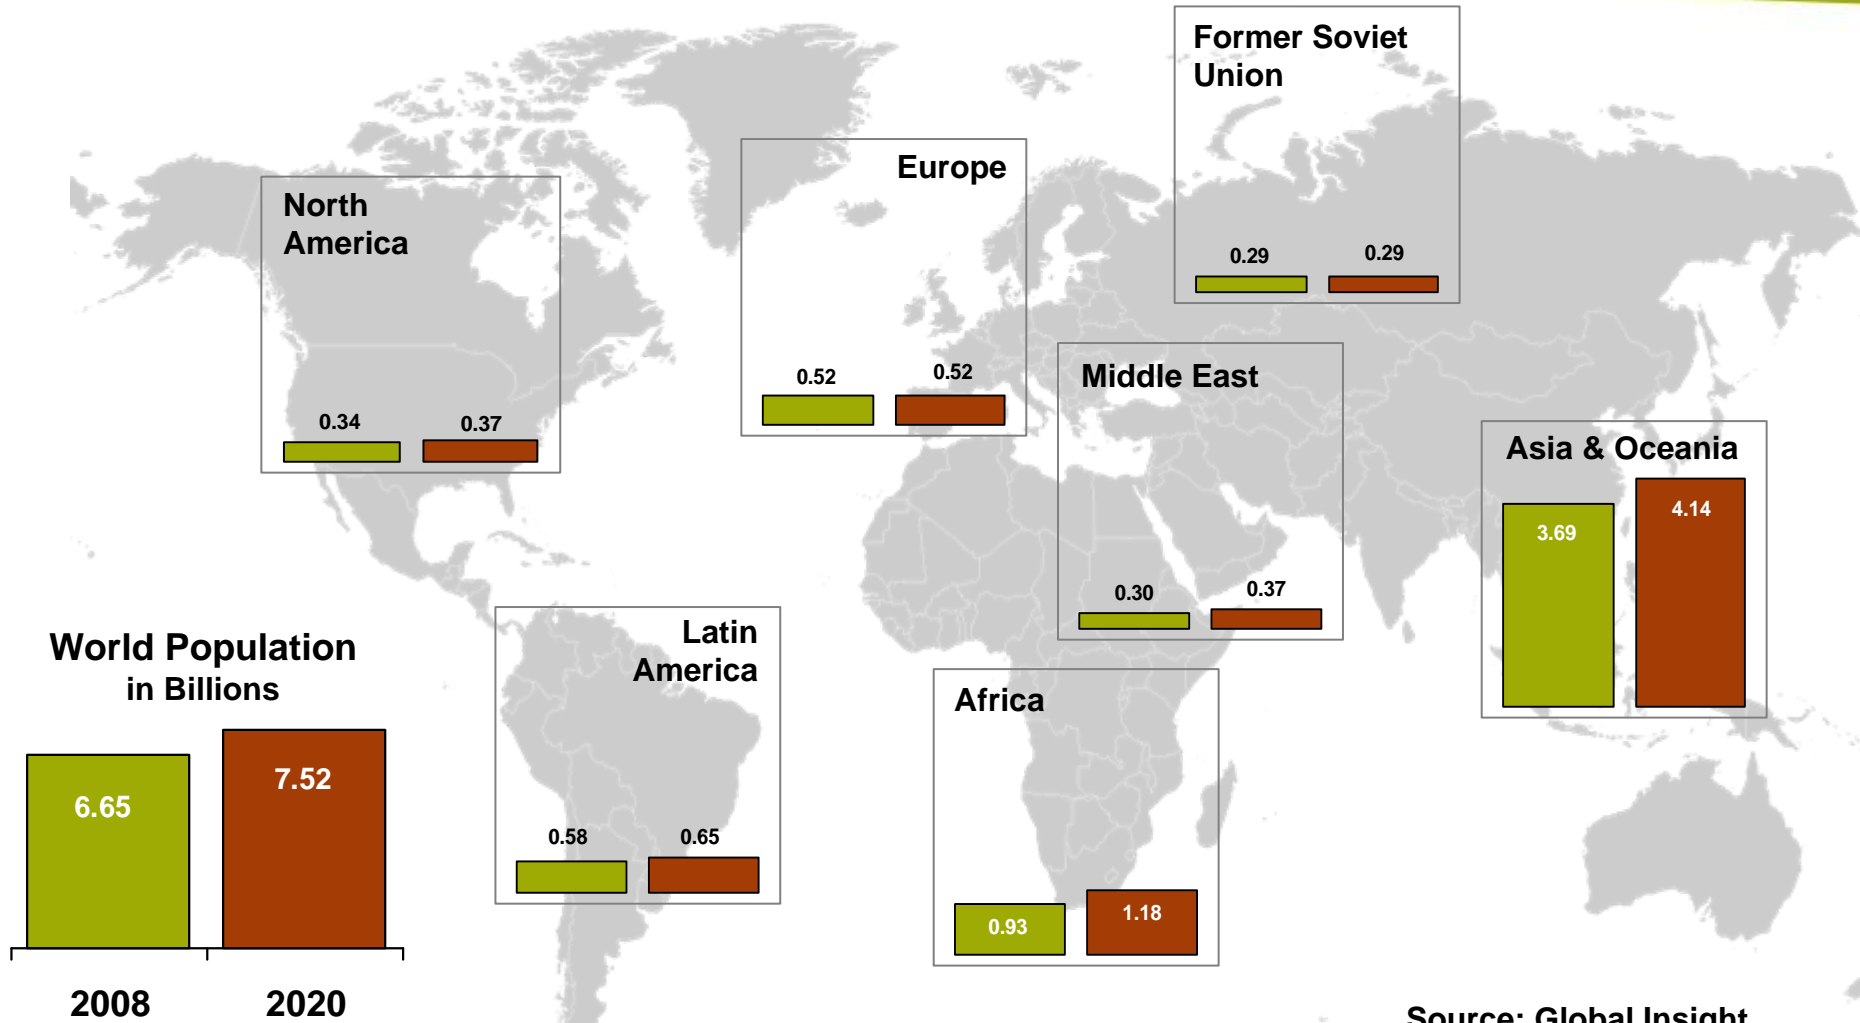 Former Soviet
Union
0.29
0.29
Europe
0.52
0.52
North
America
0.34
0.37
Middle East
0.30
0.37
Asia & Oceania
3.69
4.14
Latin
America
0.58
0.65
Africa
0.93
1.18
World Population
in Billions
6.65
7.52
2008
2020
Source: Global Insight